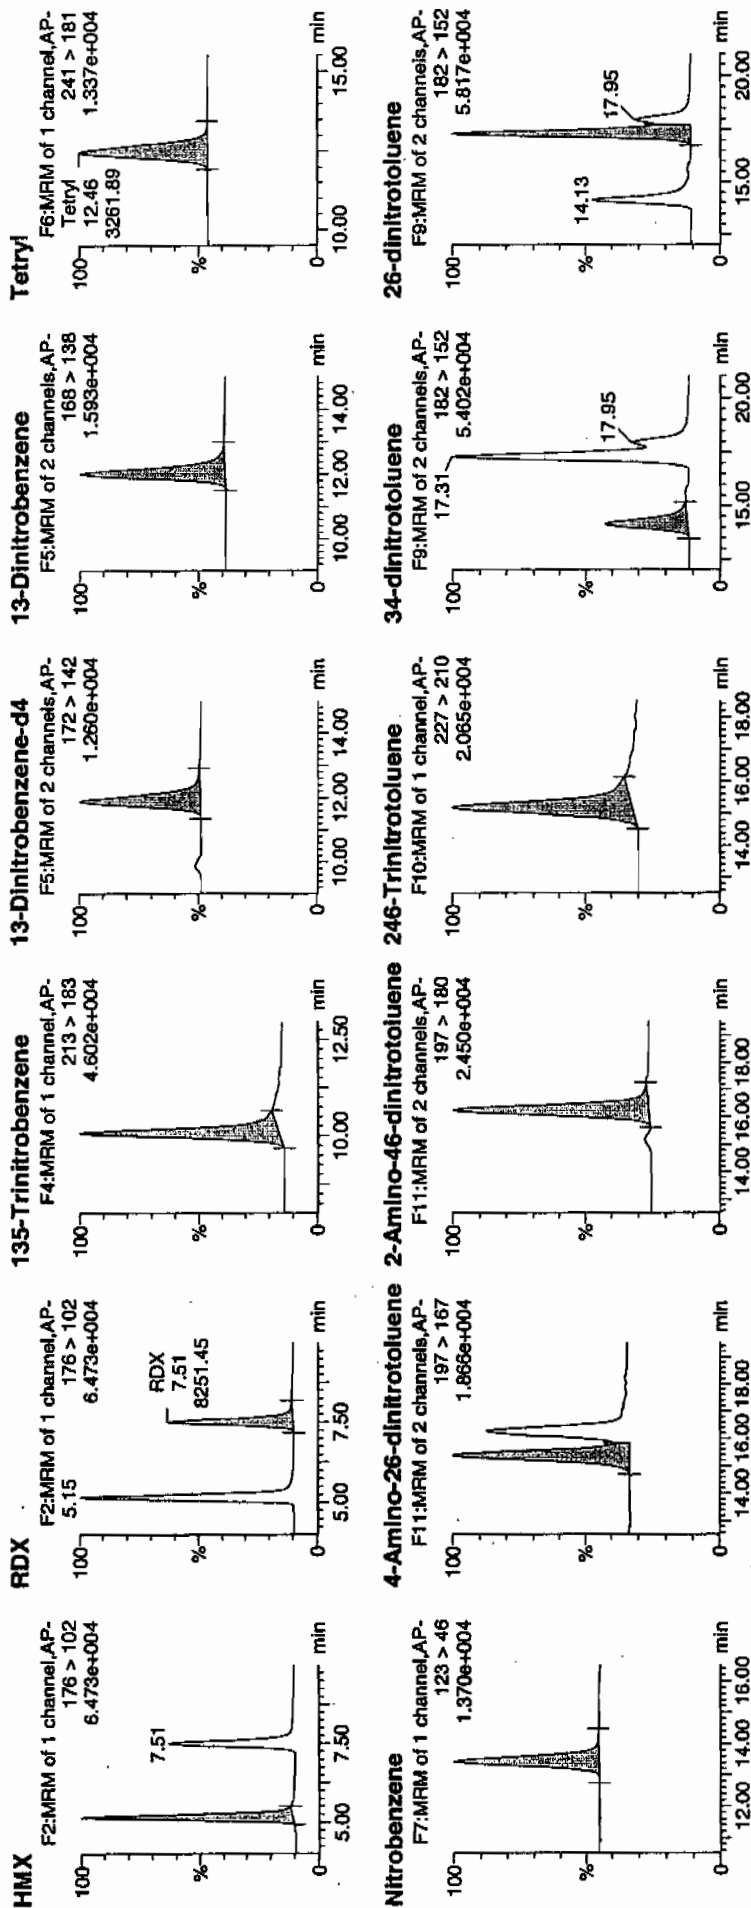 HMX
F2:MRM of 1 channel,AP-
176 > 102
6.473e+004
100
7.51
%
0
5.00 7.50
min
RDX
F2:MRM of 1 channel,AP-
176 > 102
6.473e+004
100
5.15
RDX
7.51
8251.45
%
0
5.00 7.50
min
135-Trinitrobenzene
F4:MRM of 1 channel,AP-
213 > 183
4.602e+004
100
%
0
10.00 12.50
min
13-Dinitrobenzene-d4
F5:MRM of 2 channels,AP-
172 > 142
1.260e+004
100
%
0
10.00 12.00 14.00
min
13-Dinitrobenzene
F5:MRM of 2 channels,AP-
168 > 138
1.593e+004
100
%
0
10.00 12.00 14.00
min
Tetryl
F6:MRM of 1 channel,AP-
241 > 181
1.337e+004
100
Tetryl
12.46
3261.89
%
0
10.00 15.00
min
Nitrobenzene
F7:MRM of 1 channel,AP-
123 > 46
1.370e+004
100
%
0
12.00 14.00 16.00
min
4-Amino-26-dinitrotoluene
F11:MRM of 2 channels,AP-
197 > 167
1.866e+004
100
%
0
14.00 16.00 18.00
min
2-Amino-46-dinitrotoluene
F11:MRM of 2 channels,AP-
197 > 180
2.450e+004
100
%
0
14.00 16.00 18.00
min
246-Trinitrotoluene
F10:MRM of 1 channel,AP-
227 > 210
2.065e+004
100
%
0
14.00 16.00 18.00
min
34-dinitrotoluene
F9:MRM of 2 channels,AP-
182 > 152
5.402e+004
100
17.31
17.95
%
0
15.00 20.00
min
26-dinitrotoluene
F9:MRM of 2 channels,AP-
182 > 152
5.817e+004
100
14.13
17.95
%
0
15.00 20.00
min